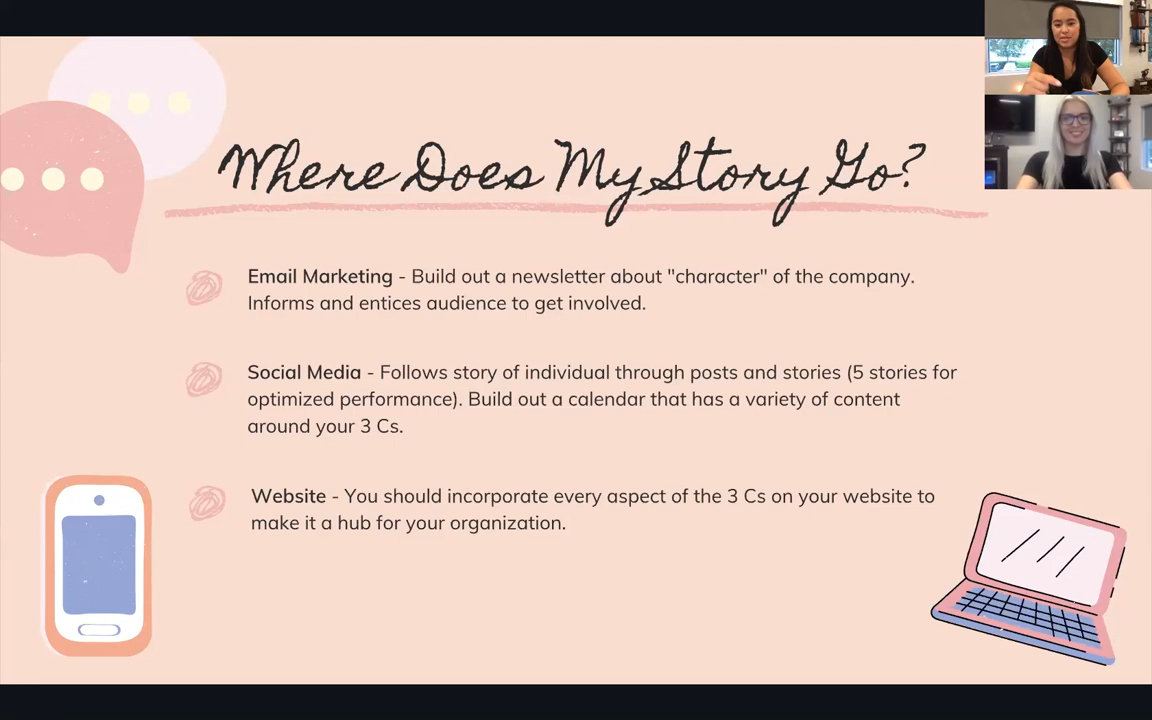 Where Does My Story Go?
Email Marketing - Build out a newsletter about "character" of the company.
Informs and entices audience to get involved.
Social Media - Follows story of individual through posts and stories (5 stories for
optimized performance). Build out a calendar that has a variety of content
around your 3 Cs.
Website - You should incorporate every aspect of the 3 Cs on your website to
make it a hub for your organization.